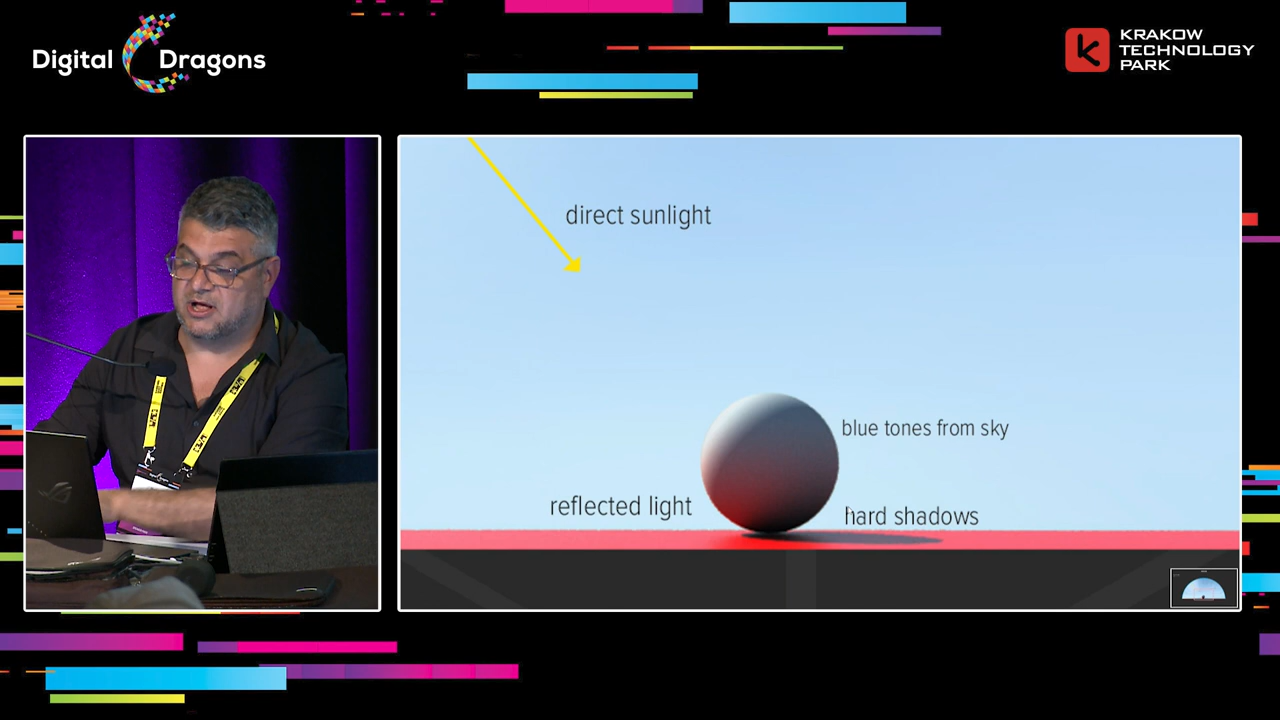 Digital Dragons
KRAKOW
TECHNOLOGY
PARK
direct sunlight
blue tones from sky
reflected light
hard shadows